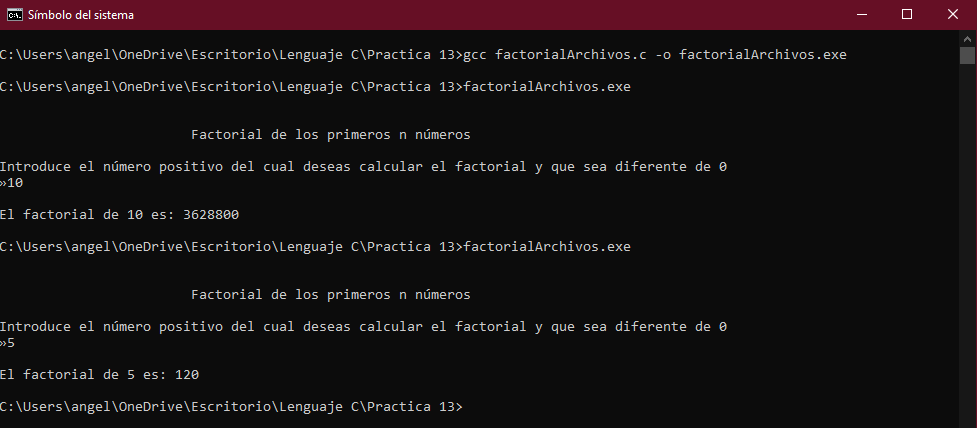 Símbolo del sistema
C:\Users\angel\OneDrive\Escritorio\Lenguaje C\Practica 13>gcc factorialArchivos.c -o factorialArchivos.exe
C:\Users\angel\OneDrive\Escritorio\Lenguaje C\Practica 13>factorialArchivos.exe
Factorial de los primeros n números
Introduce el número positivo del cual deseas calcular el factorial y que sea diferente de 0
»10
El factorial de 10 es: 3628800
C:\Users\angel\OneDrive\Escritorio\Lenguaje C\Practica 13>factorialArchivos.exe
Factorial de los primeros n números
Introduce el número positivo del cual deseas calcular el factorial y que sea diferente de 0
»5
El factorial de 5 es: 120
C:\Users\angel\OneDrive\Escritorio\Lenguaje C\Practica 13>